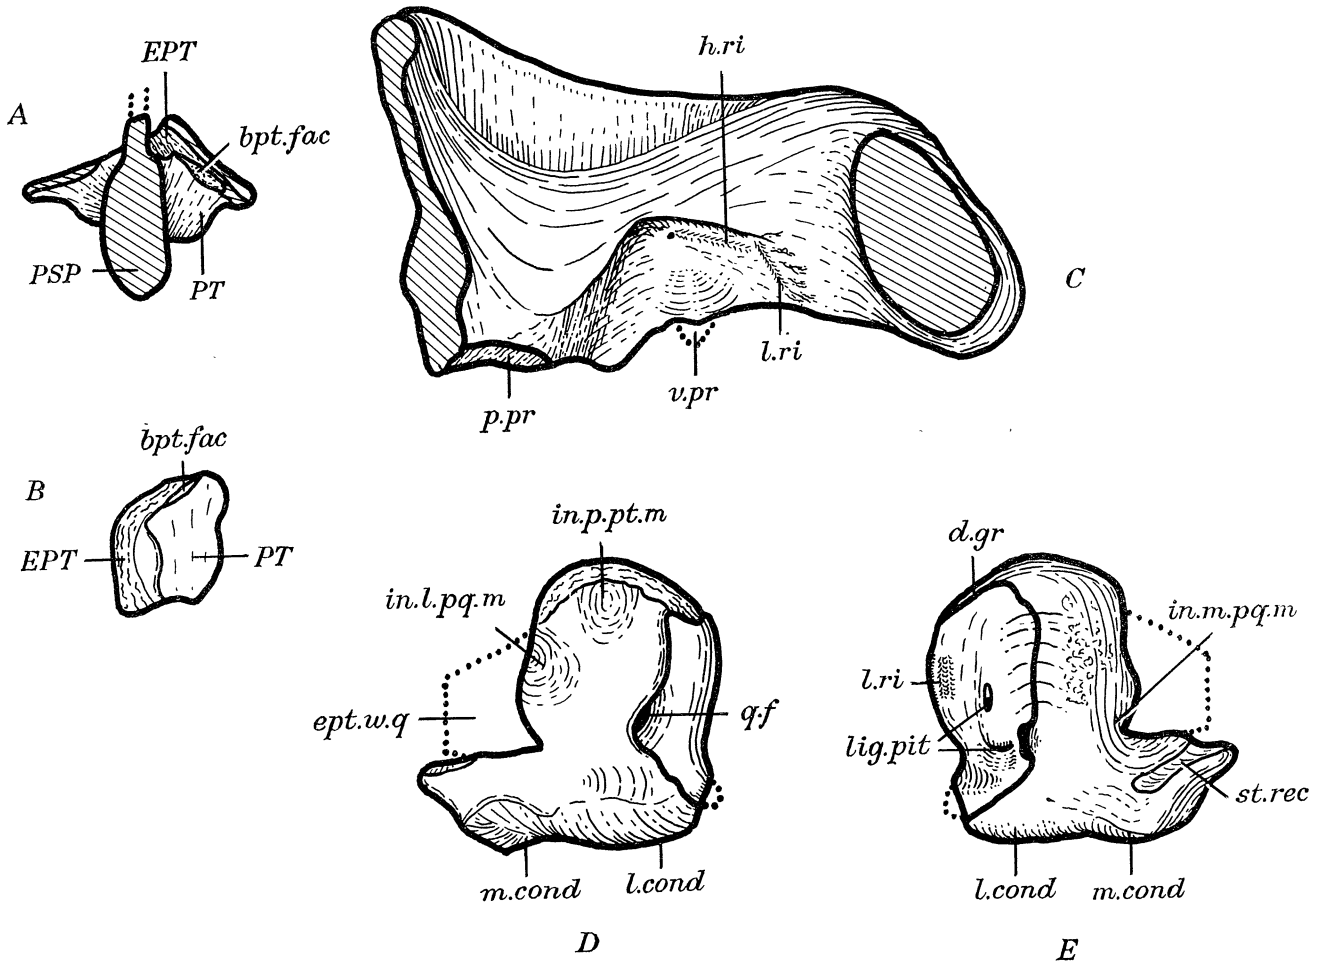 A
EPT
bpt.fac
PSP
PT
h.ri
C
l.ri
v.pr
p.pr
B
bpt.fac
EPT
PT
in.p.pt.m
in.l.pq.m
ept.w.q
q.f
m.cond
l.cond
D
d.gr
in.m.pq.m
l.ri
lig.pit
st.rec
l.cond
m.cond
E